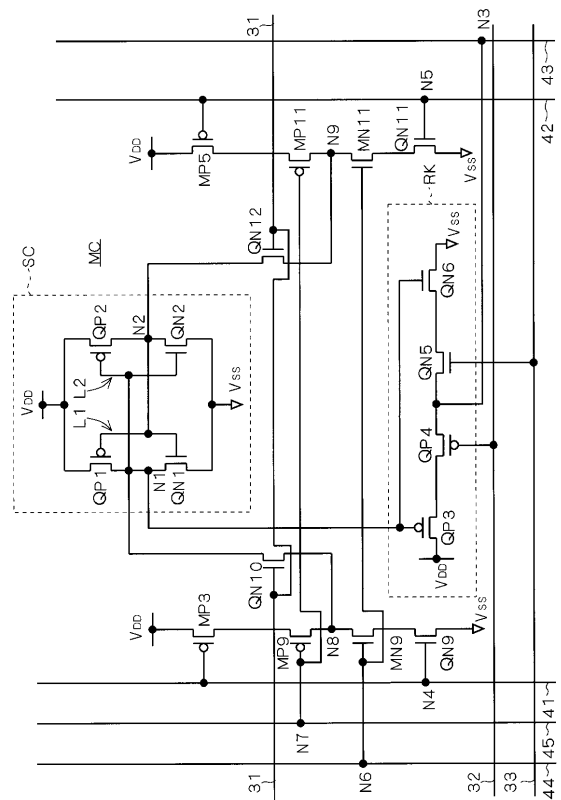 31
N3
43
N5
42
VDD
MP5
MP11
N9
MN11
QN11
VSS
RK
QN12
SC
MC
VDD
QP2
N2
QN2
L1
L2
VSS
QP1
N1
QN1
QN6
VSS
QN5
QP4
QP3
VDD
QN10
VDD
MP3
MP9
N8
MN9
QN9
VSS
N4
41
N7
45
31
N6
32
33
44